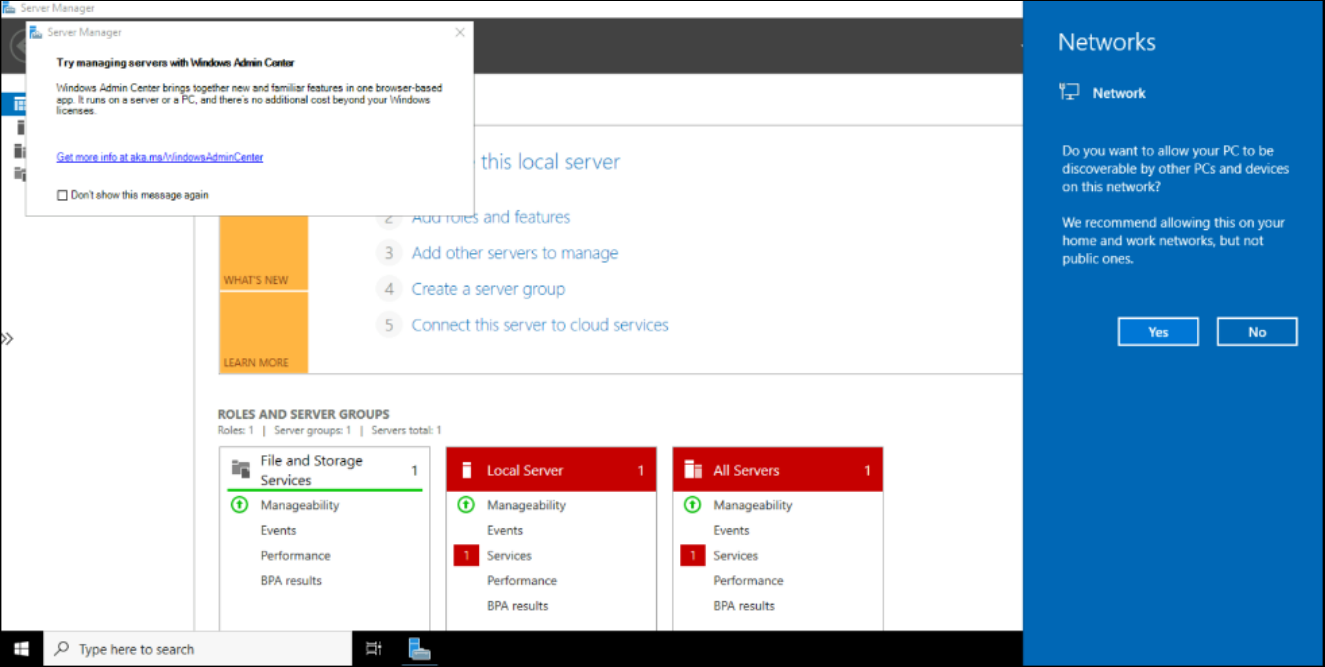 Server Manager
Server Manager
Try managing servers with Windows Admin Center
Windows Admin Center brings together new and familiar features in one browser-based
app. It runs on a server or a PC, and there's no additional cost beyond your Windows
licenses.
Get more info at aka.ms/WindowsAdminCenter
Don't show this message again
this local server
2 Add roles and features
3 Add other servers to manage
4 Create a server group
5 Connect this server to cloud services
WHAT'S NEW
LEARN MORE
ROLES AND SERVER GROUPS
Roles: 1 | Server groups: 1 | Servers total: 1
File and Storage
Services
1
Manageability
Events
Performance
BPA results
Local Server 1
Manageability
Events
1 Services
Performance
BPA results
All Servers 1
Manageability
Events
1 Services
Performance
BPA results
Networks
Network
Do you want to allow your PC to be
discoverable by other PCs and devices
on this network?
We recommend allowing this on your
home and work networks, but not
public ones.
Yes
No
Type here to search